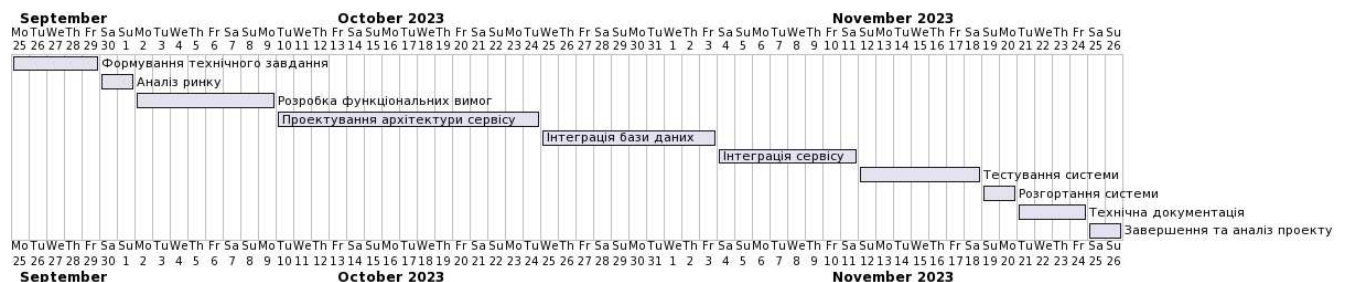 September October 2023 November 2023
Mo Tu We Th Fr Sa Su Mo Tu We Th Fr Sa Su Mo Tu We Th Fr Sa Su Mo Tu We Th Fr Sa Su Mo Tu We Th Fr Sa Su Mo Tu We Th Fr Sa Su Mo Tu We Th Fr Sa Su Mo Tu We Th Fr Sa Su Mo Tu We Th Fr Sa Su
25 26 27 28 29 30 1 2 3 4 5 6 7 8 9 10 11 12 13 14 15 16 17 18 19 20 21 22 23 24 25 26 27 28 29 30 31 1 2 3 4 5 6 7 8 9 10 11 12 13 14 15 16 17 18 19 20 21 22 23 24 25 26
Формування технічного завдання
Аналіз ринку
Розробка функціональних вимог
Проектування архітектури сервісу
Інтеграція бази даних
Інтеграція сервісу
Тестування системи
Розгортання системи
Технічна документація
Завершення та аналіз проекту
Mo Tu We Th Fr Sa Su Mo Tu We Th Fr Sa Su Mo Tu We Th Fr Sa Su Mo Tu We Th Fr Sa Su Mo Tu We Th Fr Sa Su Mo Tu We Th Fr Sa Su Mo Tu We Th Fr Sa Su Mo Tu We Th Fr Sa Su Mo Tu We Th Fr Sa Su
25 26 27 28 29 30 1 2 3 4 5 6 7 8 9 10 11 12 13 14 15 16 17 18 19 20 21 22 23 24 25 26 27 28 29 30 31 1 2 3 4 5 6 7 8 9 10 11 12 13 14 15 16 17 18 19 20 21 22 23 24 25 26
September October 2023 November 2023